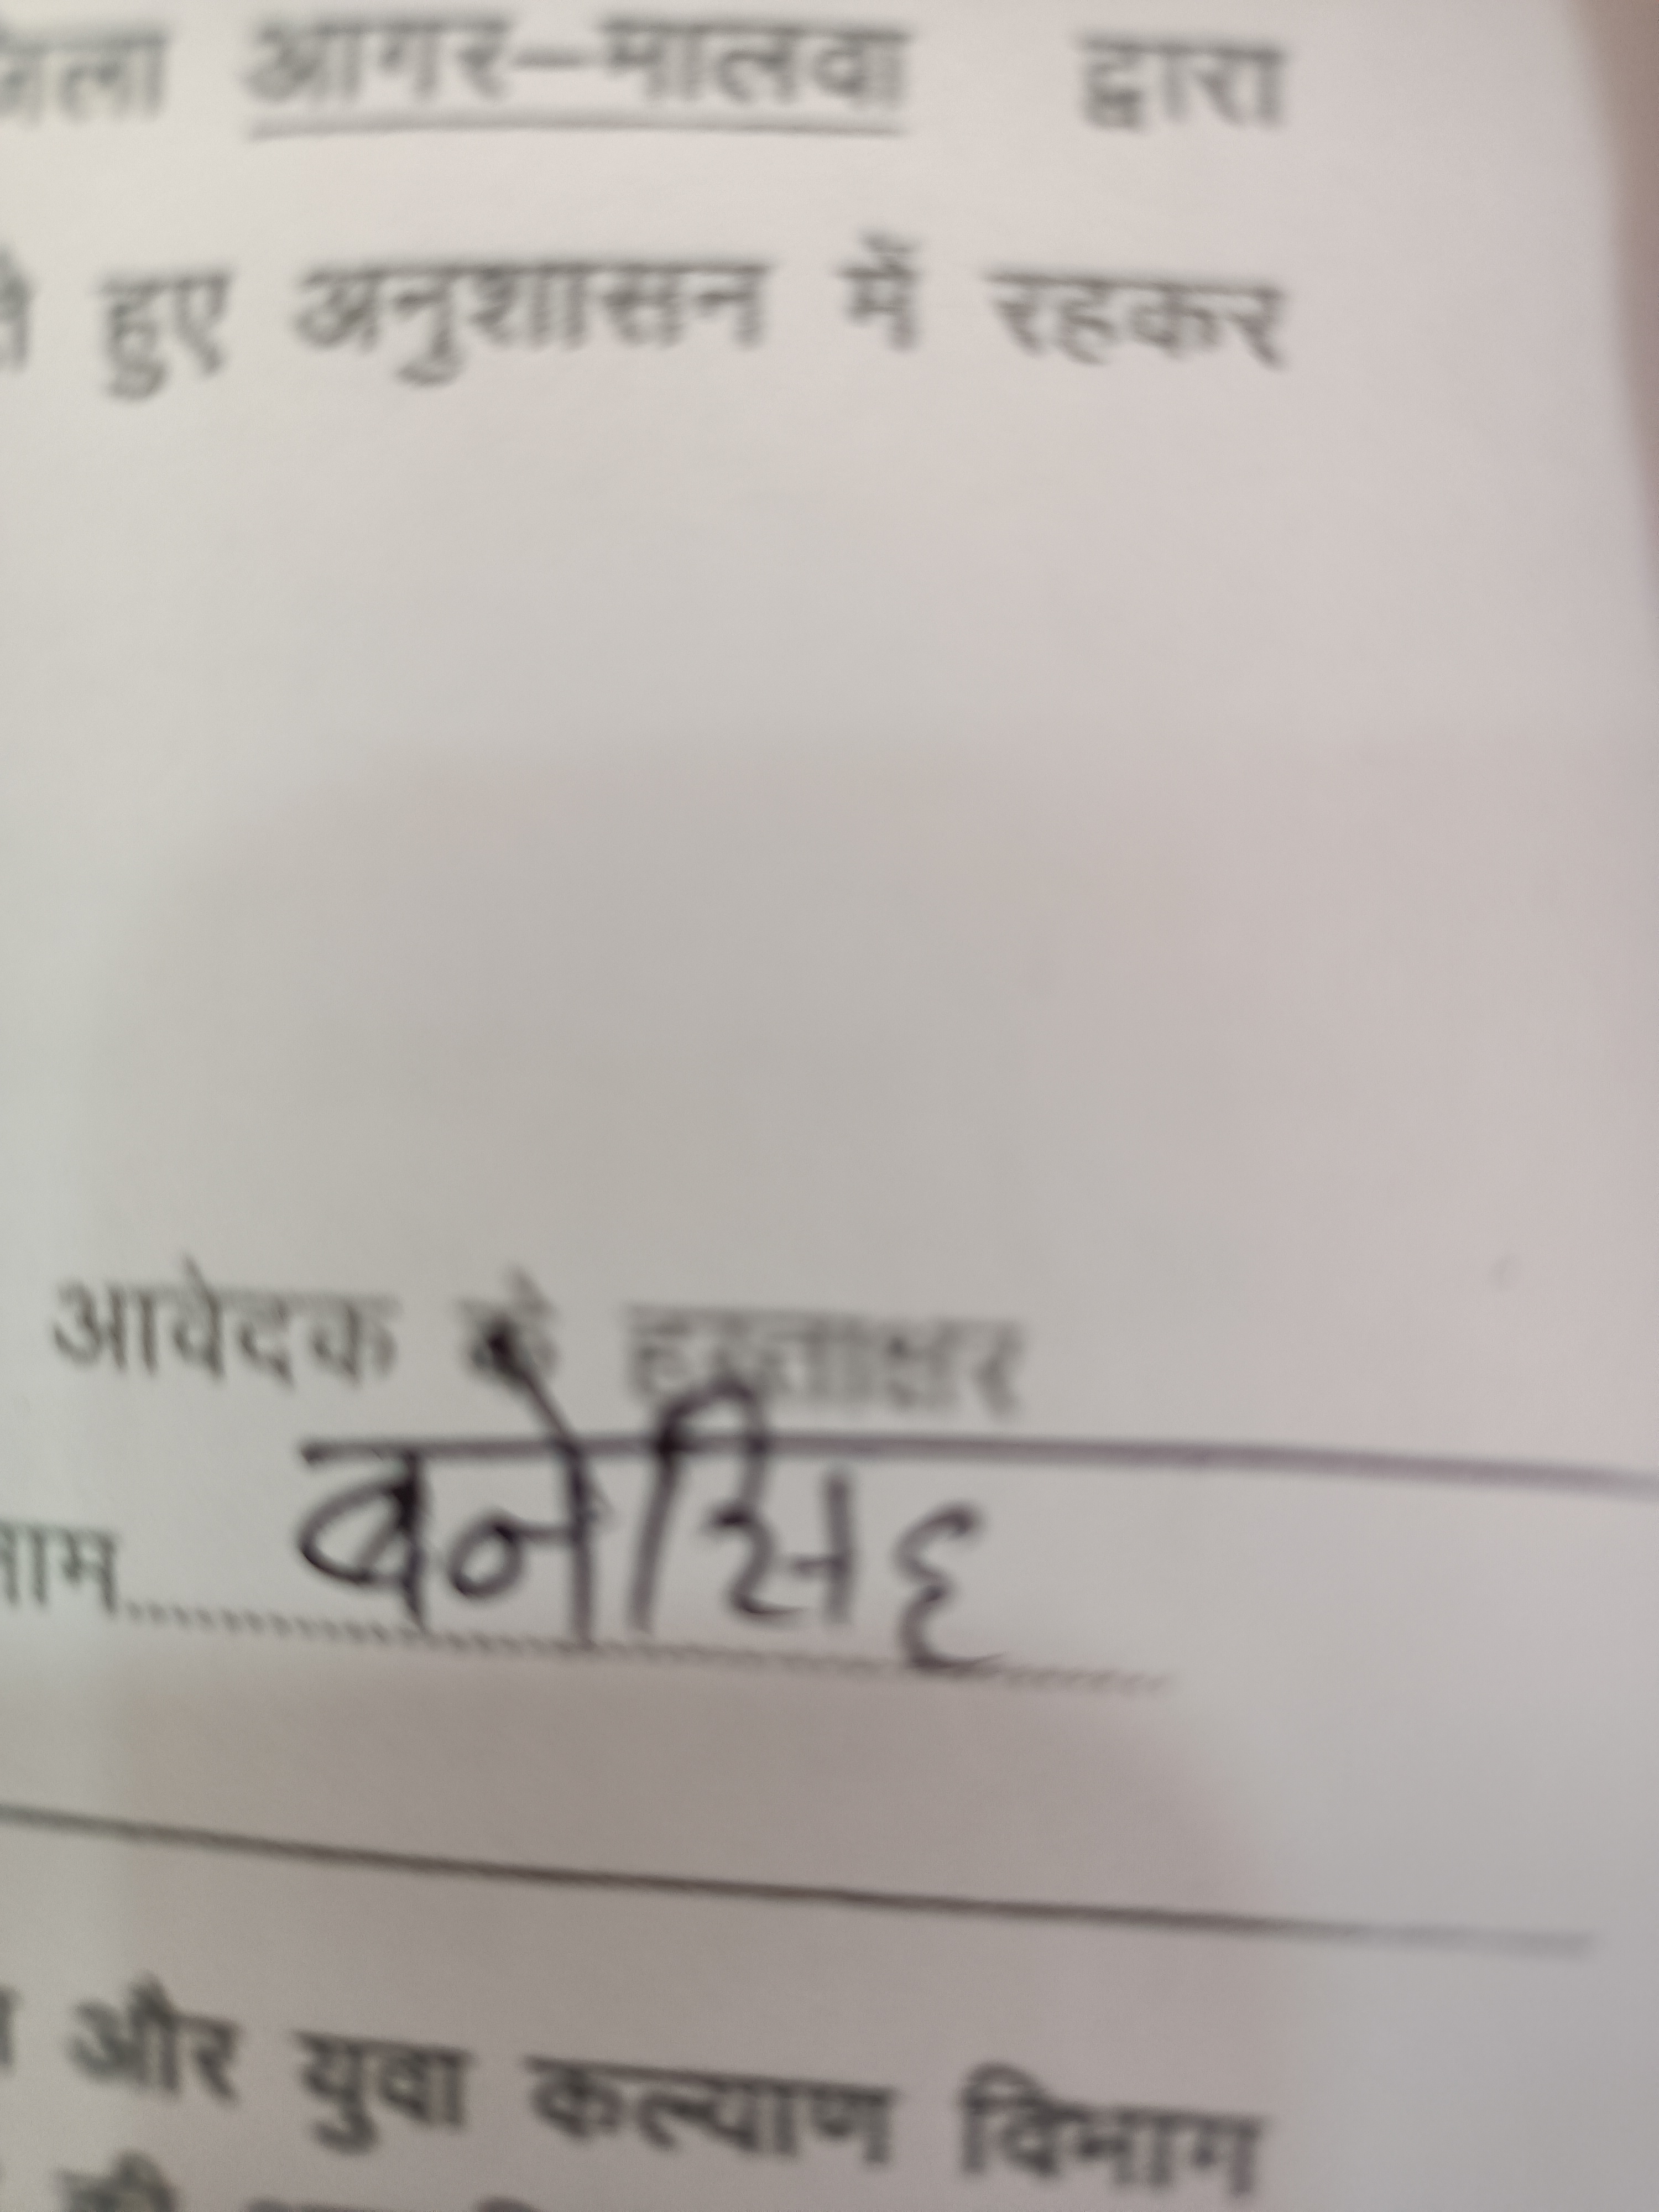 जिला आगर–मालवा द्वारा
हुए अनुशासन में रहकर
आवेदक के हस्ताक्षर
नाम.......... बनेसिंह
और युवा कल्याण विभाग
की